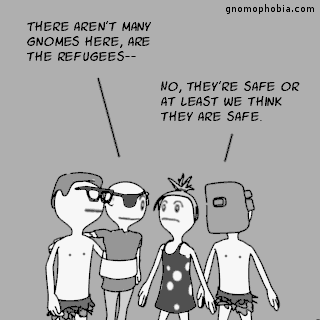 gnomophobia.com
THERE AREN'T MANY
GNOMES HERE, ARE
THE REFUGEES--
NO, THEY'RE SAFE OR
AT LEAST WE THINK
THEY ARE SAFE.